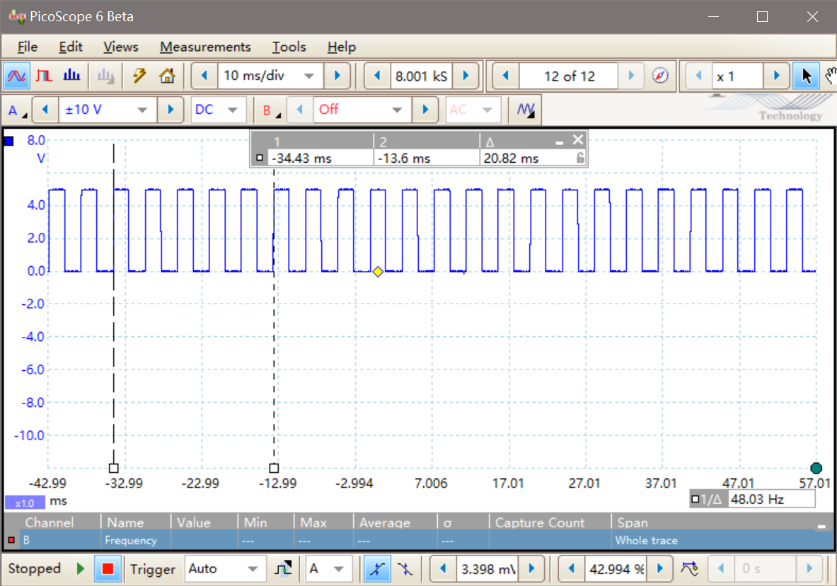 PicoScope 6 Beta
File Edit Views Measurements Tools Help
10 ms/div 8.001 kS 12 of 12 x 1
A ±10 V DC B Off AC
Technology
8.0
V
4.0
2.0
0.0
-2.0
-4.0
-6.0
-8.0
-10.0
1 2 Δ
-34.43 ms -13.6 ms 20.82 ms
-42.99 -32.99 -22.99 -12.99 -2.994 7.006 17.01 27.01 37.01 47.01 57.01
x1.0 ms
1/Δ 48.03 Hz
Channel Name Value Min Max Average σ Capture Count Span
B Frequency --- --- --- --- Whole trace
Stopped Trigger Auto A 3.398 mV 42.994 % 0 s